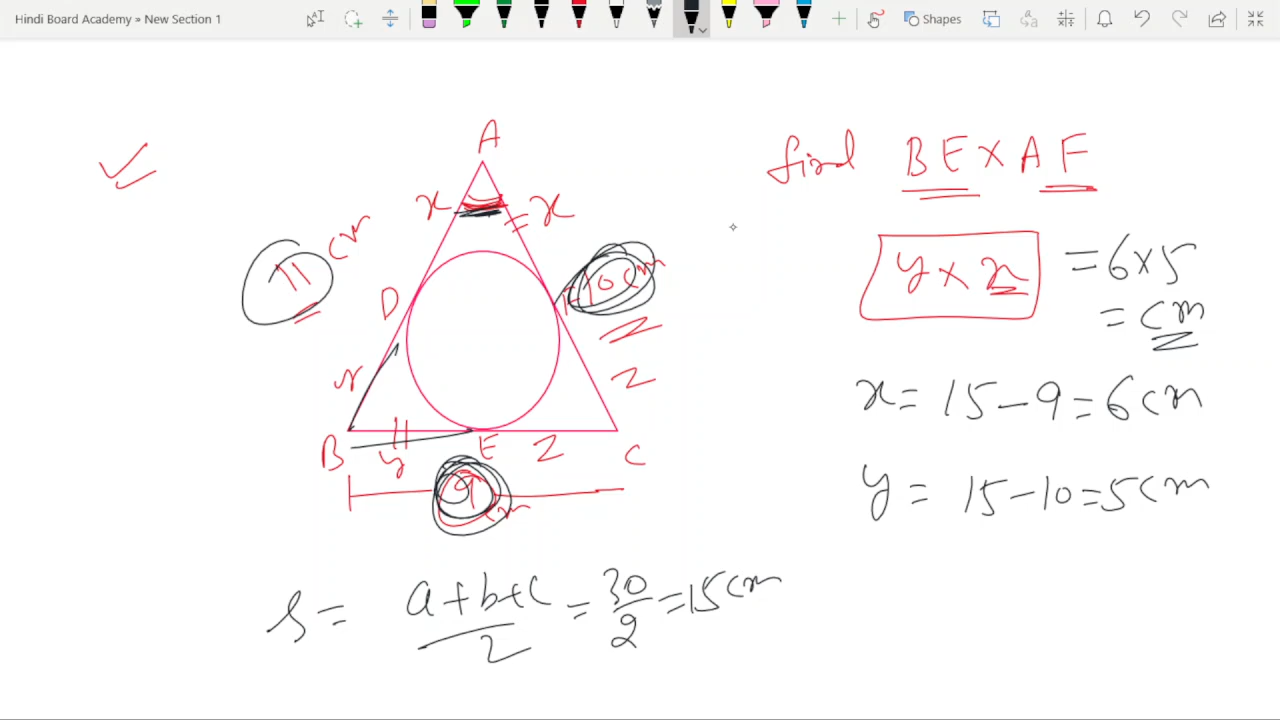 Hindi Board Academy » New Section 1
Shapes
A
find BE × AF
x = x
11 cm
10 cm
y × x = 6×5
= cm
D F
z
y
x = 15 - 9 = 6 cm
B y E z C
9 cm
y = 15 - 10 = 5 cm
s = a+b+c/2 = 30/2 = 15 cm